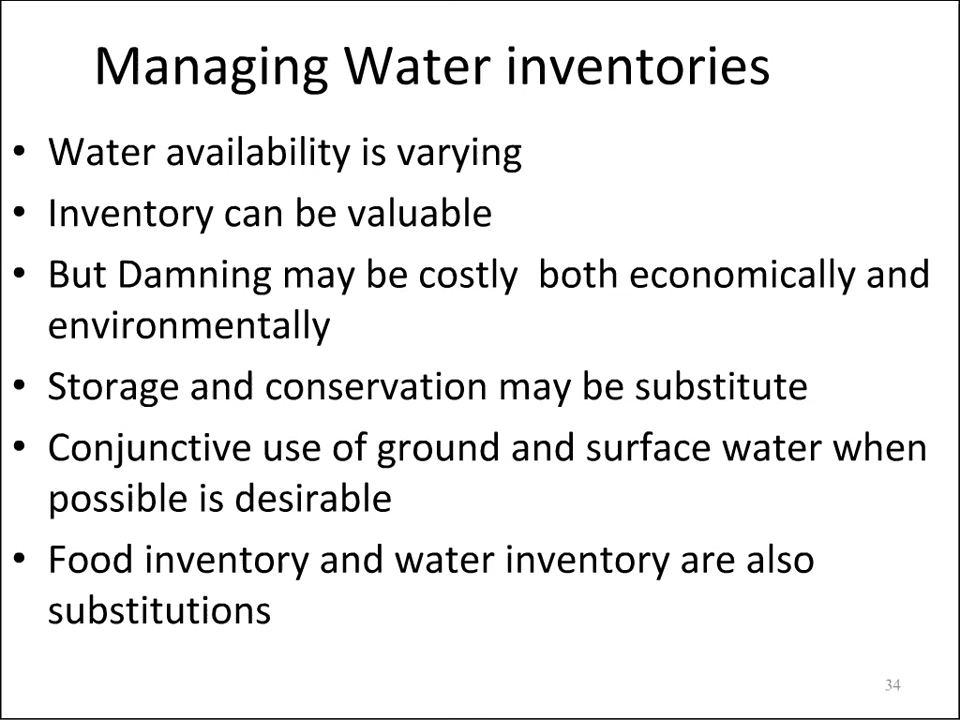 Managing Water inventories
• Water availability is varying
• Inventory can be valuable
• But Damning may be costly  both economically and
environmentally
• Storage and conservation may be substitute
• Conjunctive use of ground and surface water when
possible is desirable
• Food inventory and water inventory are also
substitutions
34